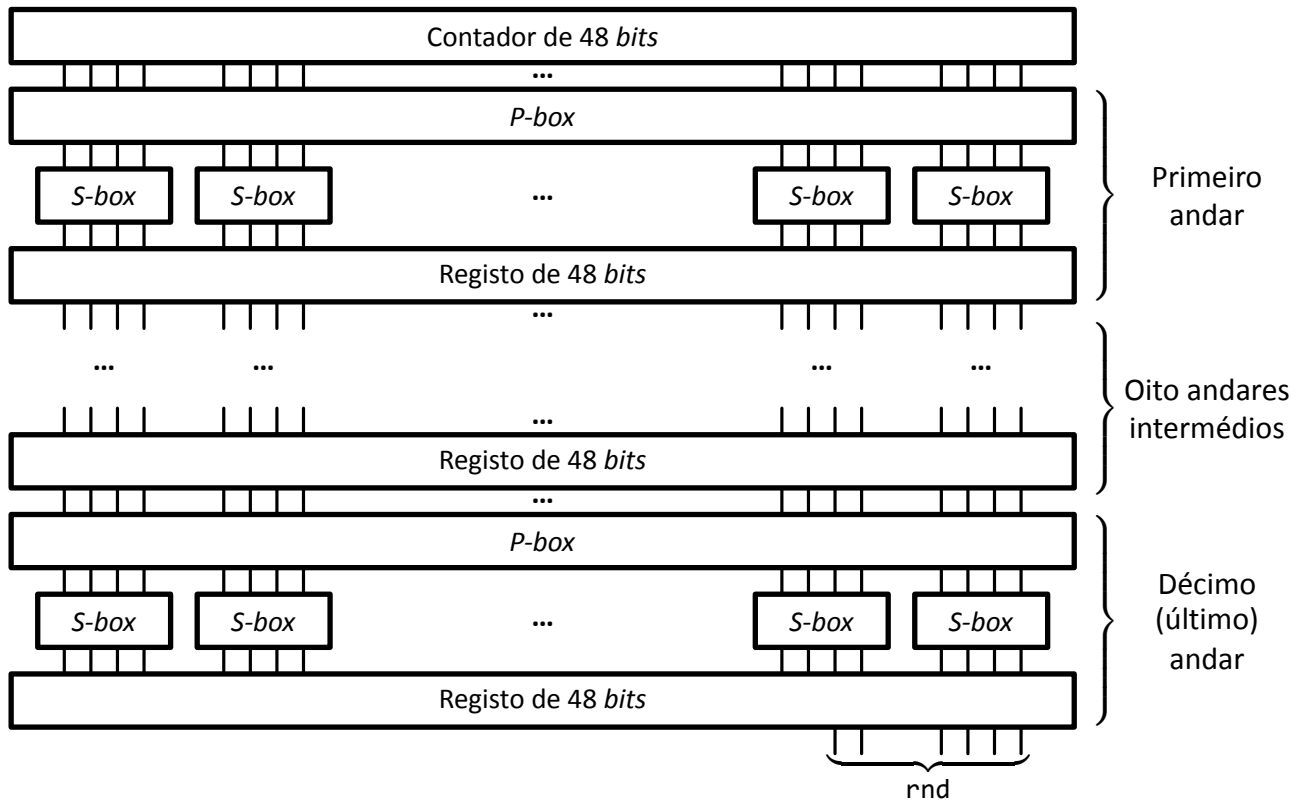 Contador de 48 bits
...
P-box
S-box S-box ... S-box S-box
Primeiro
andar
Registo de 48 bits
...
... ... ... ...
Oito andares
intermédios
...
Registo de 48 bits
...
P-box
S-box S-box ... S-box S-box
Décimo
(último)
andar
Registo de 48 bits
rnd